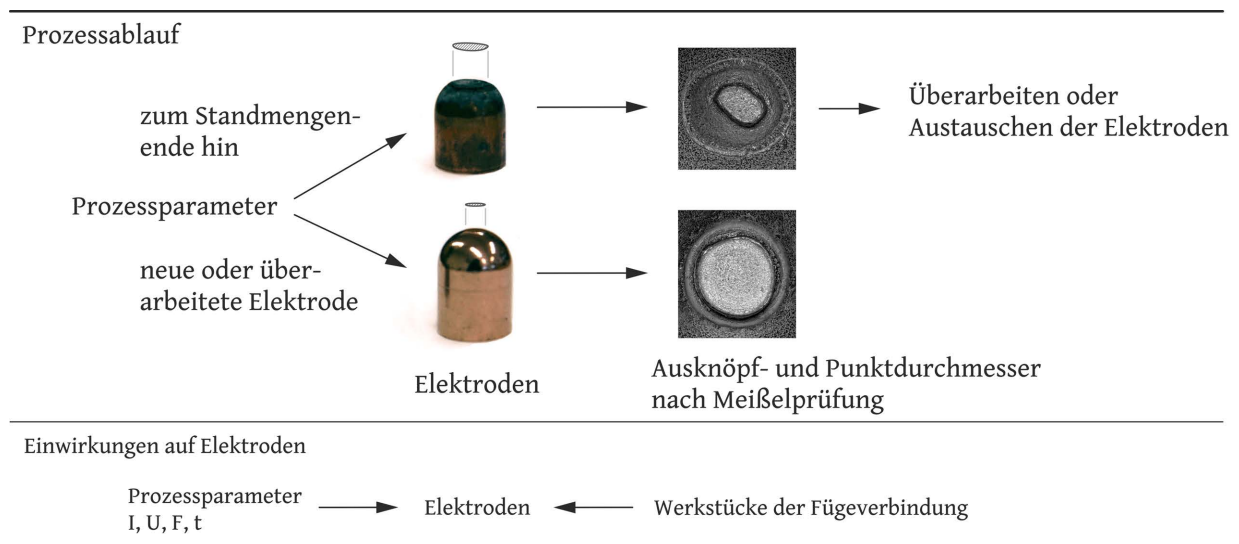 Prozessablauf
zum Standmengen-
ende hin
Überarbeiten oder
Austauschen der Elektroden
Prozessparameter
neue oder über-
arbeitete Elektrode
Elektroden
Ausknöpf- und Punktdurchmesser
nach Meißelprüfung
Einwirkungen auf Elektroden
Prozessparameter
I, U, F, t
Elektroden
Werkstücke der Fügeverbindung